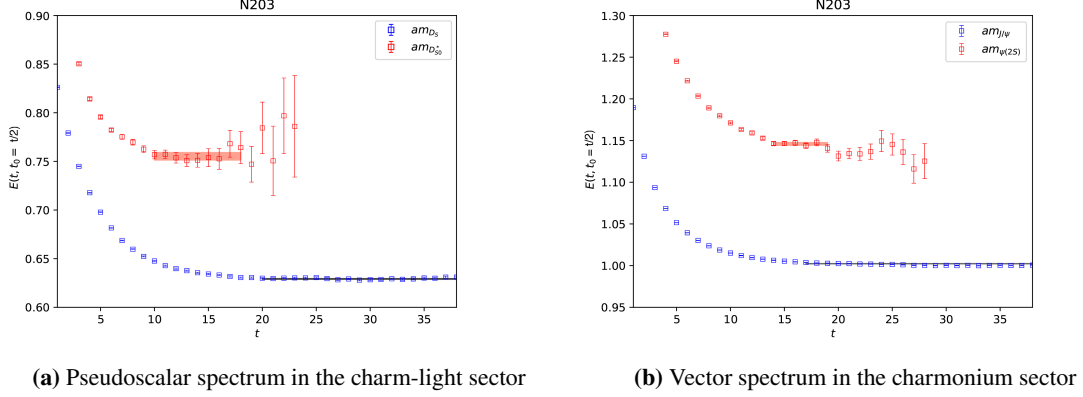 N203
0.90
0.85
0.80
0.75
0.70
0.65
0.60
5 10 15 20 25 30 35
t
E(t, t₀ = t/2)
am_{D_S}
am_{D^*_{S0}}
N203
1.30
1.25
1.20
1.15
1.10
1.05
1.00
0.95
5 10 15 20 25 30 35
t
E(t, t₀ = t/2)
am_{J/ψ}
am_{ψ(2S)}
(a) Pseudoscalar spectrum in the charm-light sector
(b) Vector spectrum in the charmonium sector